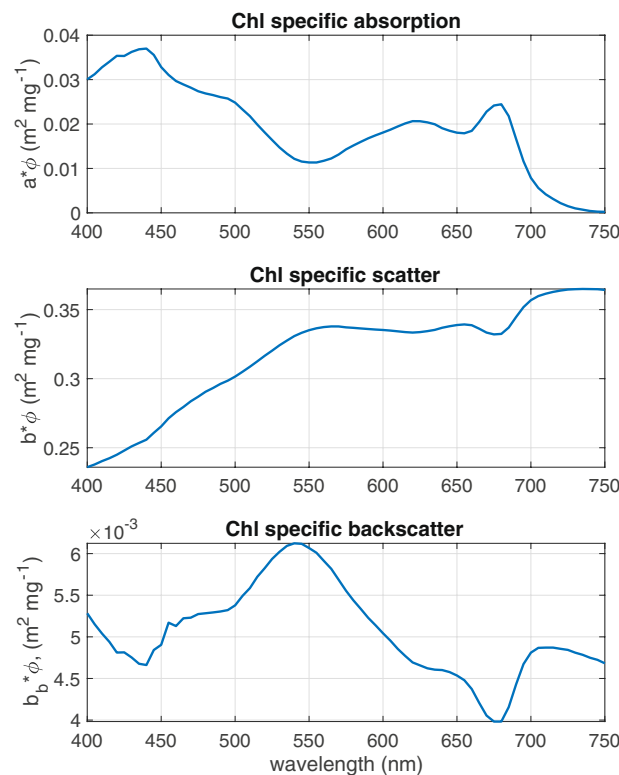 Chl specific absorption
0.04
0.03
0.02
0.01
0
a*ϕ (m² mg⁻¹)
400 450 500 550 600 650 700 750
Chl specific scatter
0.35
0.3
0.25
b*ϕ (m² mg⁻¹)
400 450 500 550 600 650 700 750
×10⁻³
Chl specific backscatter
6
5.5
5
4.5
4
b_b*ϕ, (m² mg⁻¹)
400 450 500 550 600 650 700 750
wavelength (nm)